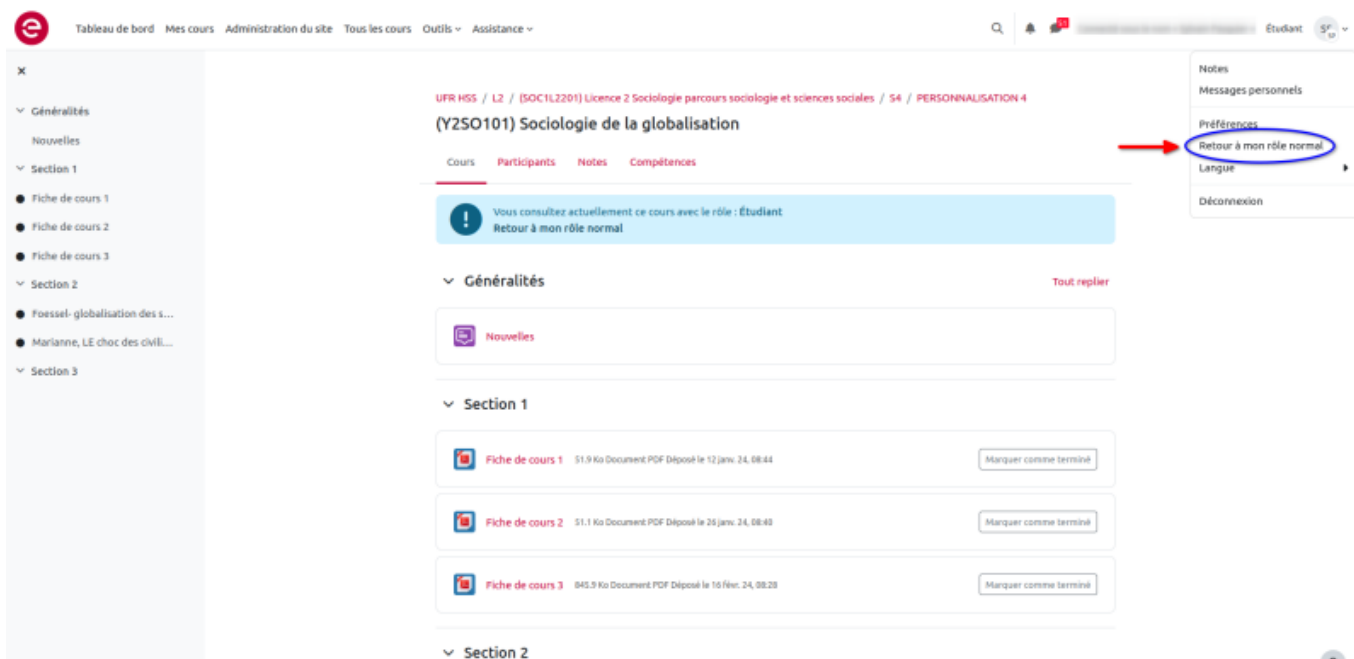 Tableau de bord Mes cours Administration du site Tous les cours Outils Assistance
51
Étudiant
Notes
Messages personnels
Préférences
Retour à mon rôle normal
Langue
Déconnexion
Généralités
Nouvelles
Section 1
Fiche de cours 1
Fiche de cours 2
Fiche de cours 3
Section 2
Foessel- globalisation des s...
Marianne, LE choc des civili...
Section 3
UFR HSS / L2 / (SOC1L2201) Licence 2 Sociologie parcours sociologie et sciences sociales / S4 / PERSONNALISATION 4
(Y2SO101) Sociologie de la globalisation
Cours Participants Notes Compétences
Vous consultez actuellement ce cours avec le rôle : Étudiant
Retour à mon rôle normal
Généralités Tout replier
Nouvelles
Section 1
Fiche de cours 1 51.9 Ko Document PDF Déposé le 12 janv. 24, 08:44 Marquer comme terminé
Fiche de cours 2 51.1 Ko Document PDF Déposé le 26 janv. 24, 08:40 Marquer comme terminé
Fiche de cours 3 845.9 Ko Document PDF Déposé le 16 févr. 24, 08:28 Marquer comme terminé
Section 2